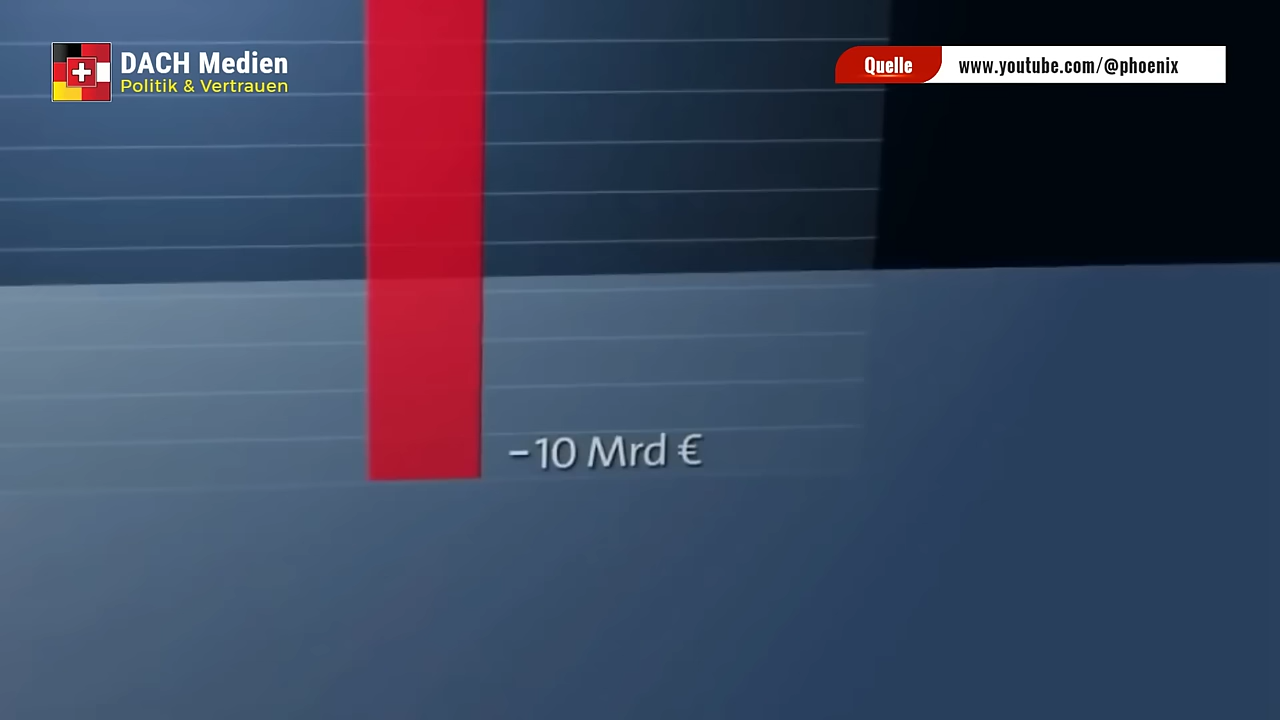 DACH Medien
Politik & Vertrauen
Quelle
www.youtube.com/@phoenix
-10 Mrd €